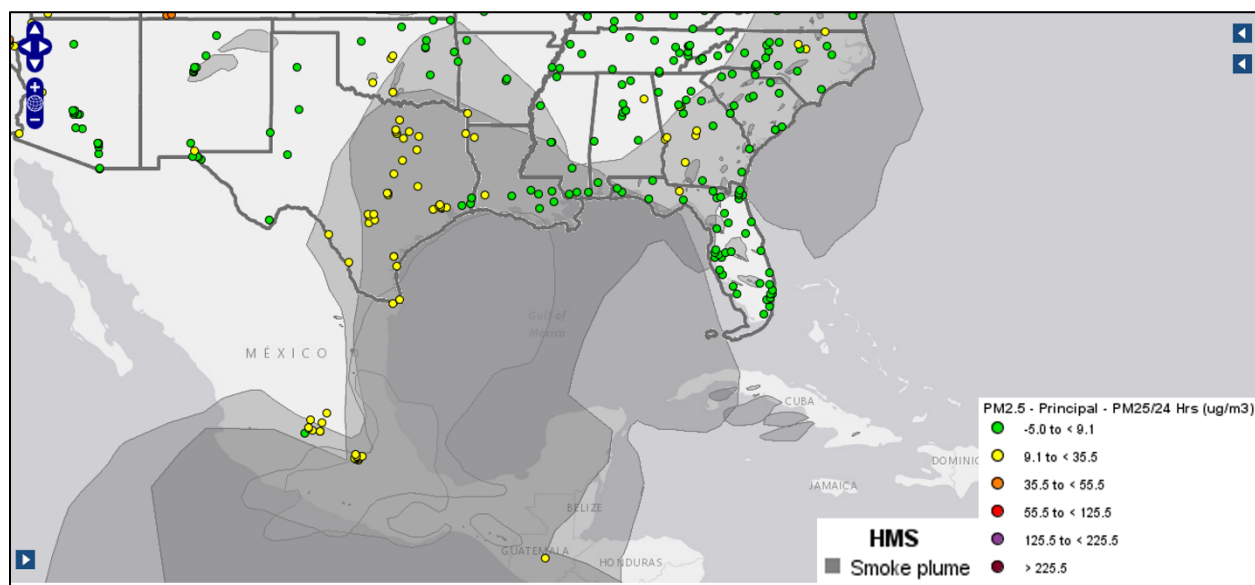 Gulf of
Mexico
MÉXICO
CUBA
DOMINIC
JAMAICA
BELIZE
GUATEMALA
HONDURAS
PM2.5 - Principal - PM25/24 Hrs (ug/m3)
-5.0 to < 9.1
9.1 to < 35.5
35.5 to < 55.5
55.5 to < 125.5
125.5 to < 225.5
> 225.5
HMS
Smoke plume